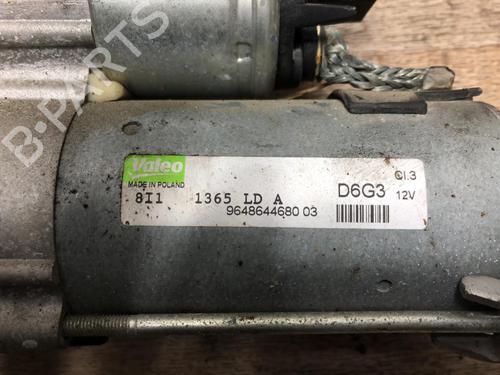 B-PARTS
Valeo
MADE IN POLAND
8I1 1365 LD A
9648644680 03
D6G3
Cl.3
12V